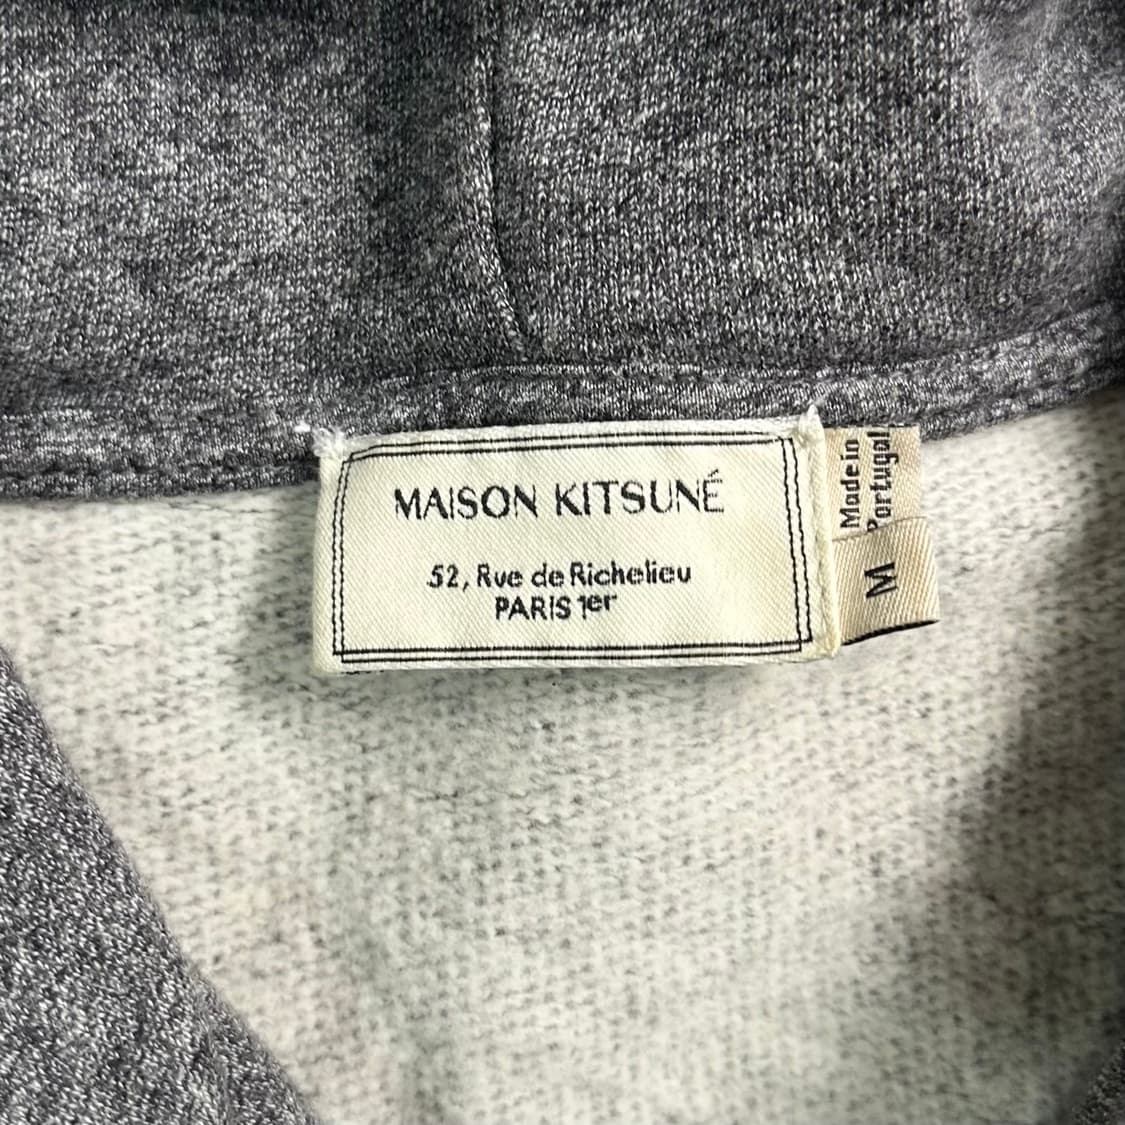 MAISON KITSUNÉ
52, Rue de Richelieu
PARIS 1er
Made in
Portugal
M